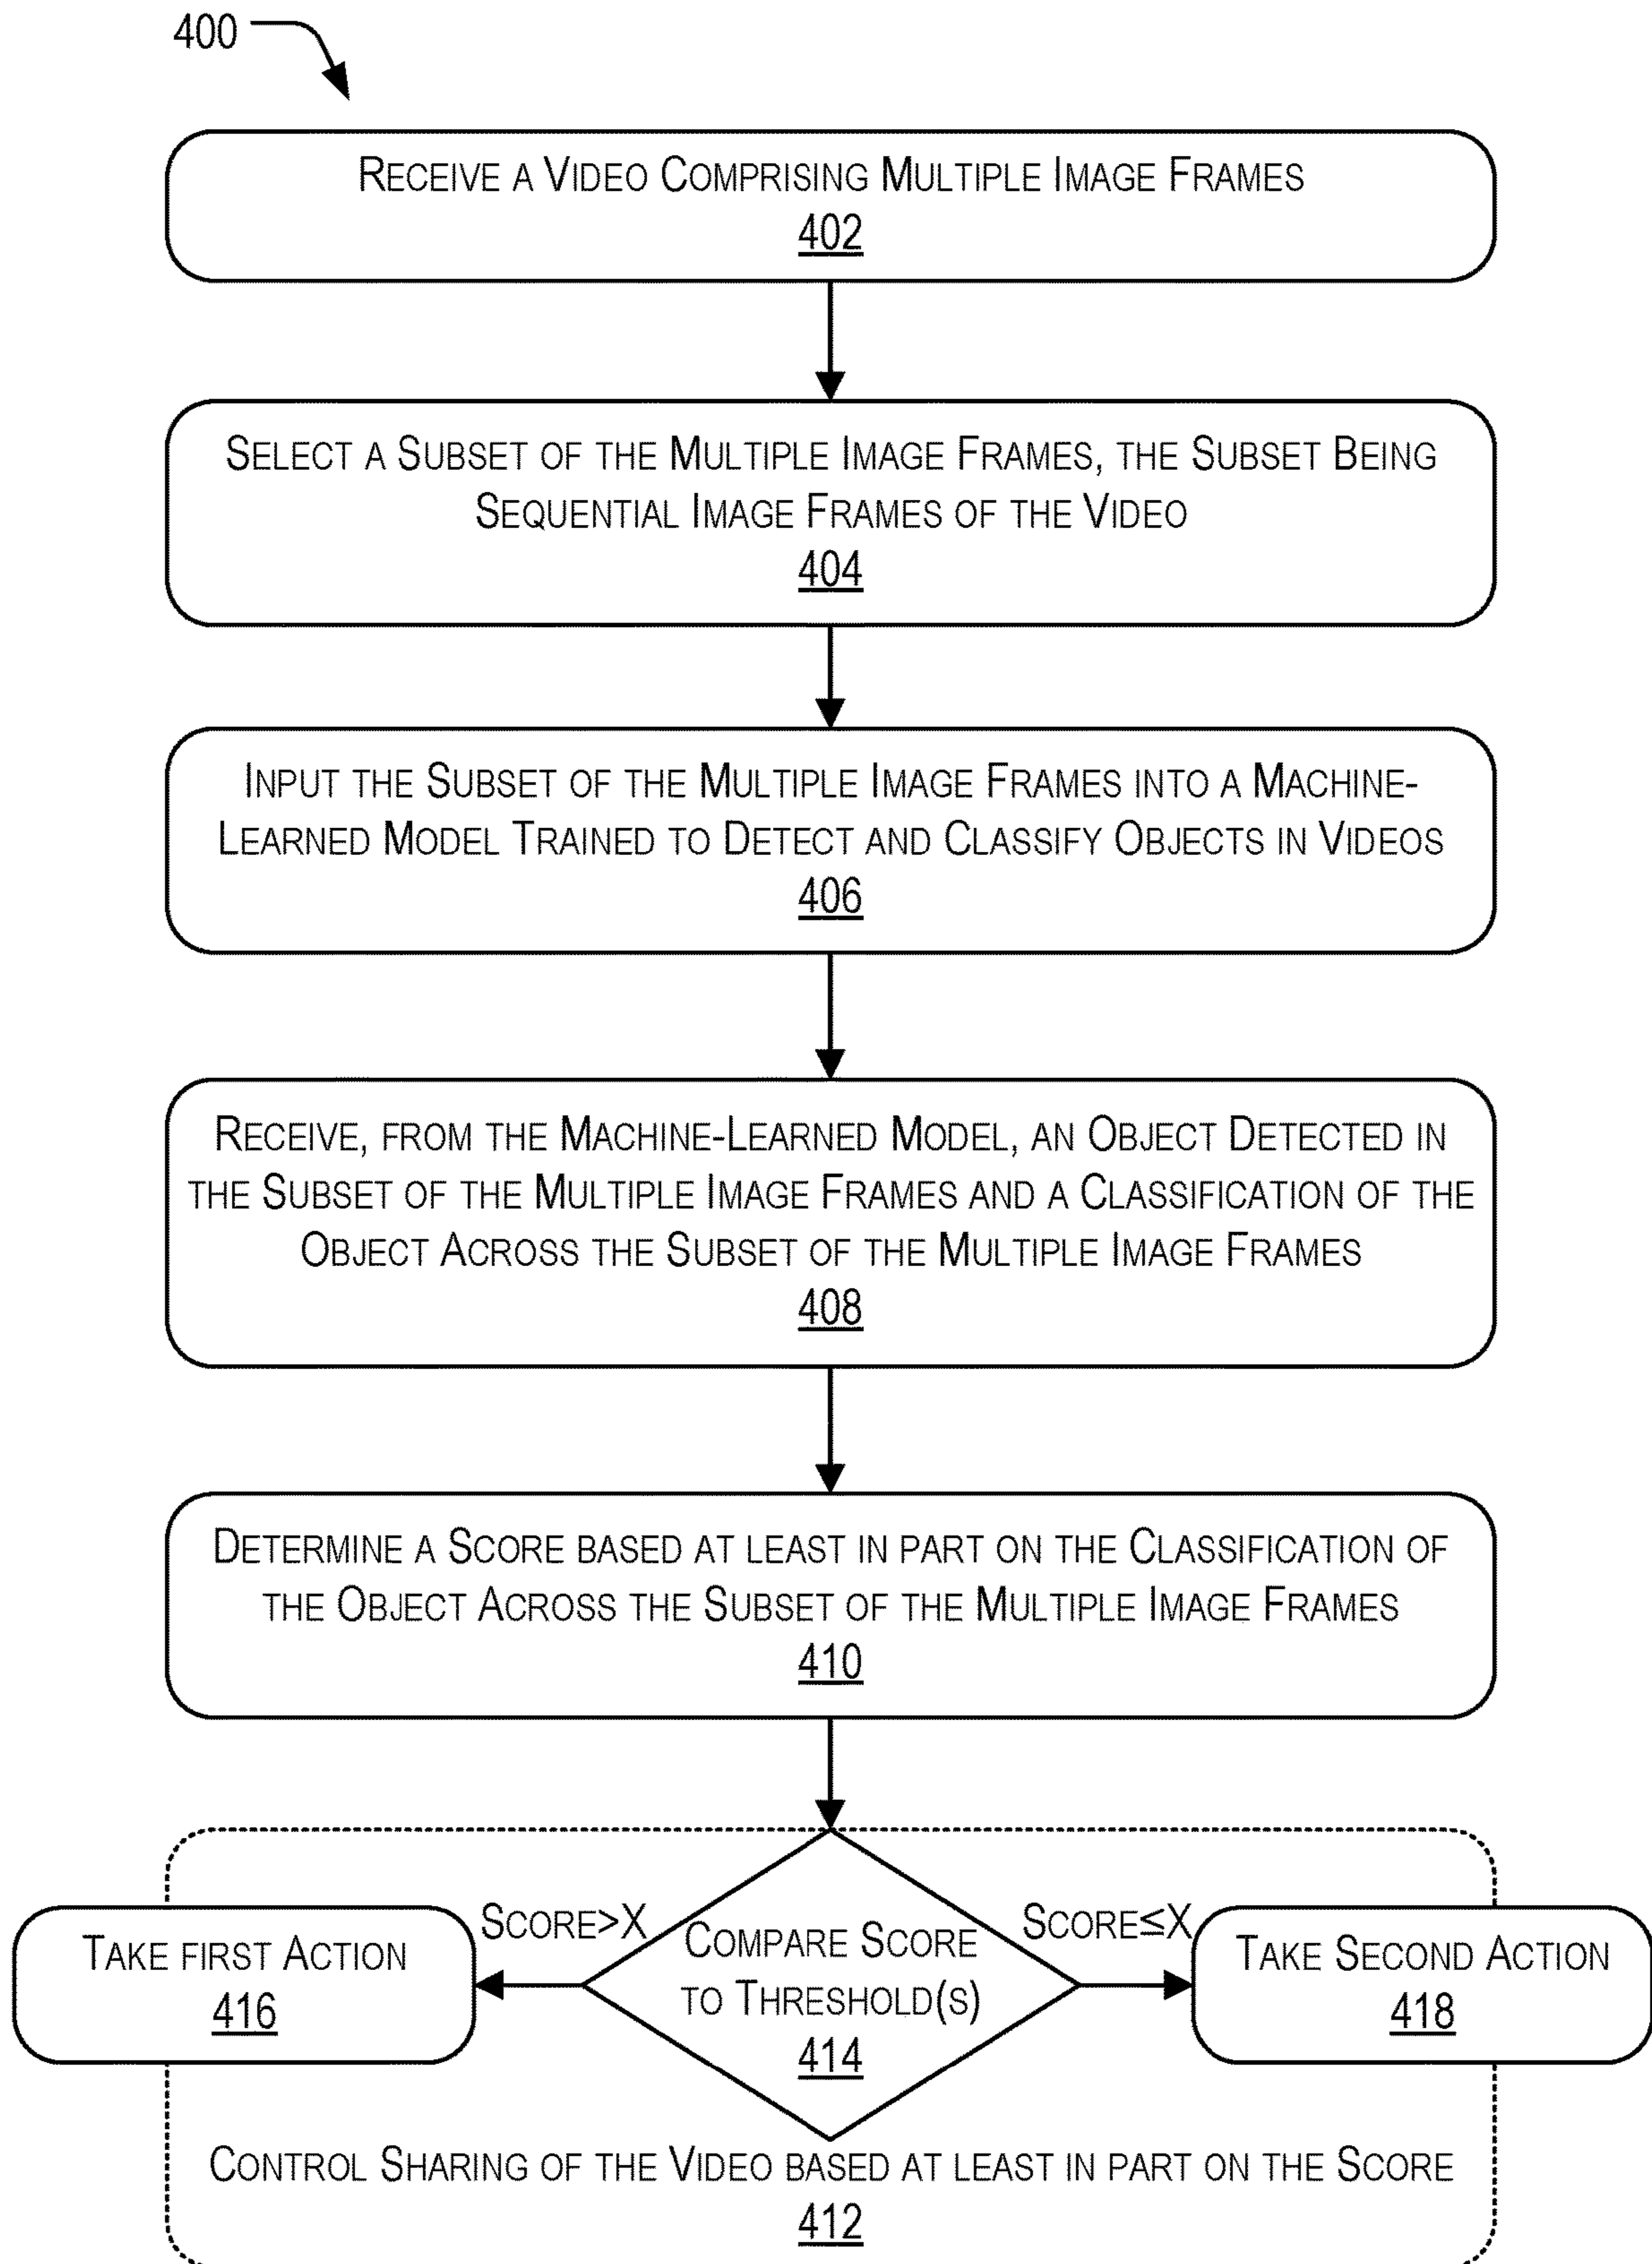 400
RECEIVE A VIDEO COMPRISING MULTIPLE IMAGE FRAMES
402
SELECT A SUBSET OF THE MULTIPLE IMAGE FRAMES, THE SUBSET BEING
SEQUENTIAL IMAGE FRAMES OF THE VIDEO
404
INPUT THE SUBSET OF THE MULTIPLE IMAGE FRAMES INTO A MACHINE-
LEARNED MODEL TRAINED TO DETECT AND CLASSIFY OBJECTS IN VIDEOS
406
RECEIVE, FROM THE MACHINE-LEARNED MODEL, AN OBJECT DETECTED IN
THE SUBSET OF THE MULTIPLE IMAGE FRAMES AND A CLASSIFICATION OF THE
OBJECT ACROSS THE SUBSET OF THE MULTIPLE IMAGE FRAMES
408
DETERMINE A SCORE BASED AT LEAST IN PART ON THE CLASSIFICATION OF
THE OBJECT ACROSS THE SUBSET OF THE MULTIPLE IMAGE FRAMES
410
SCORE>X
SCORE≤X
TAKE FIRST ACTION
416
COMPARE SCORE
TO THRESHOLD(S)
414
TAKE SECOND ACTION
418
CONTROL SHARING OF THE VIDEO BASED AT LEAST IN PART ON THE SCORE
412